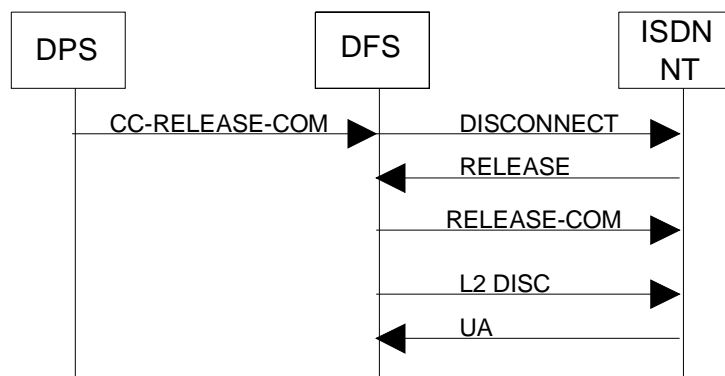 DPS
DFS
ISDN
NT
CC-RELEASE-COM
DISCONNECT
RELEASE
RELEASE-COM
L2 DISC
UA